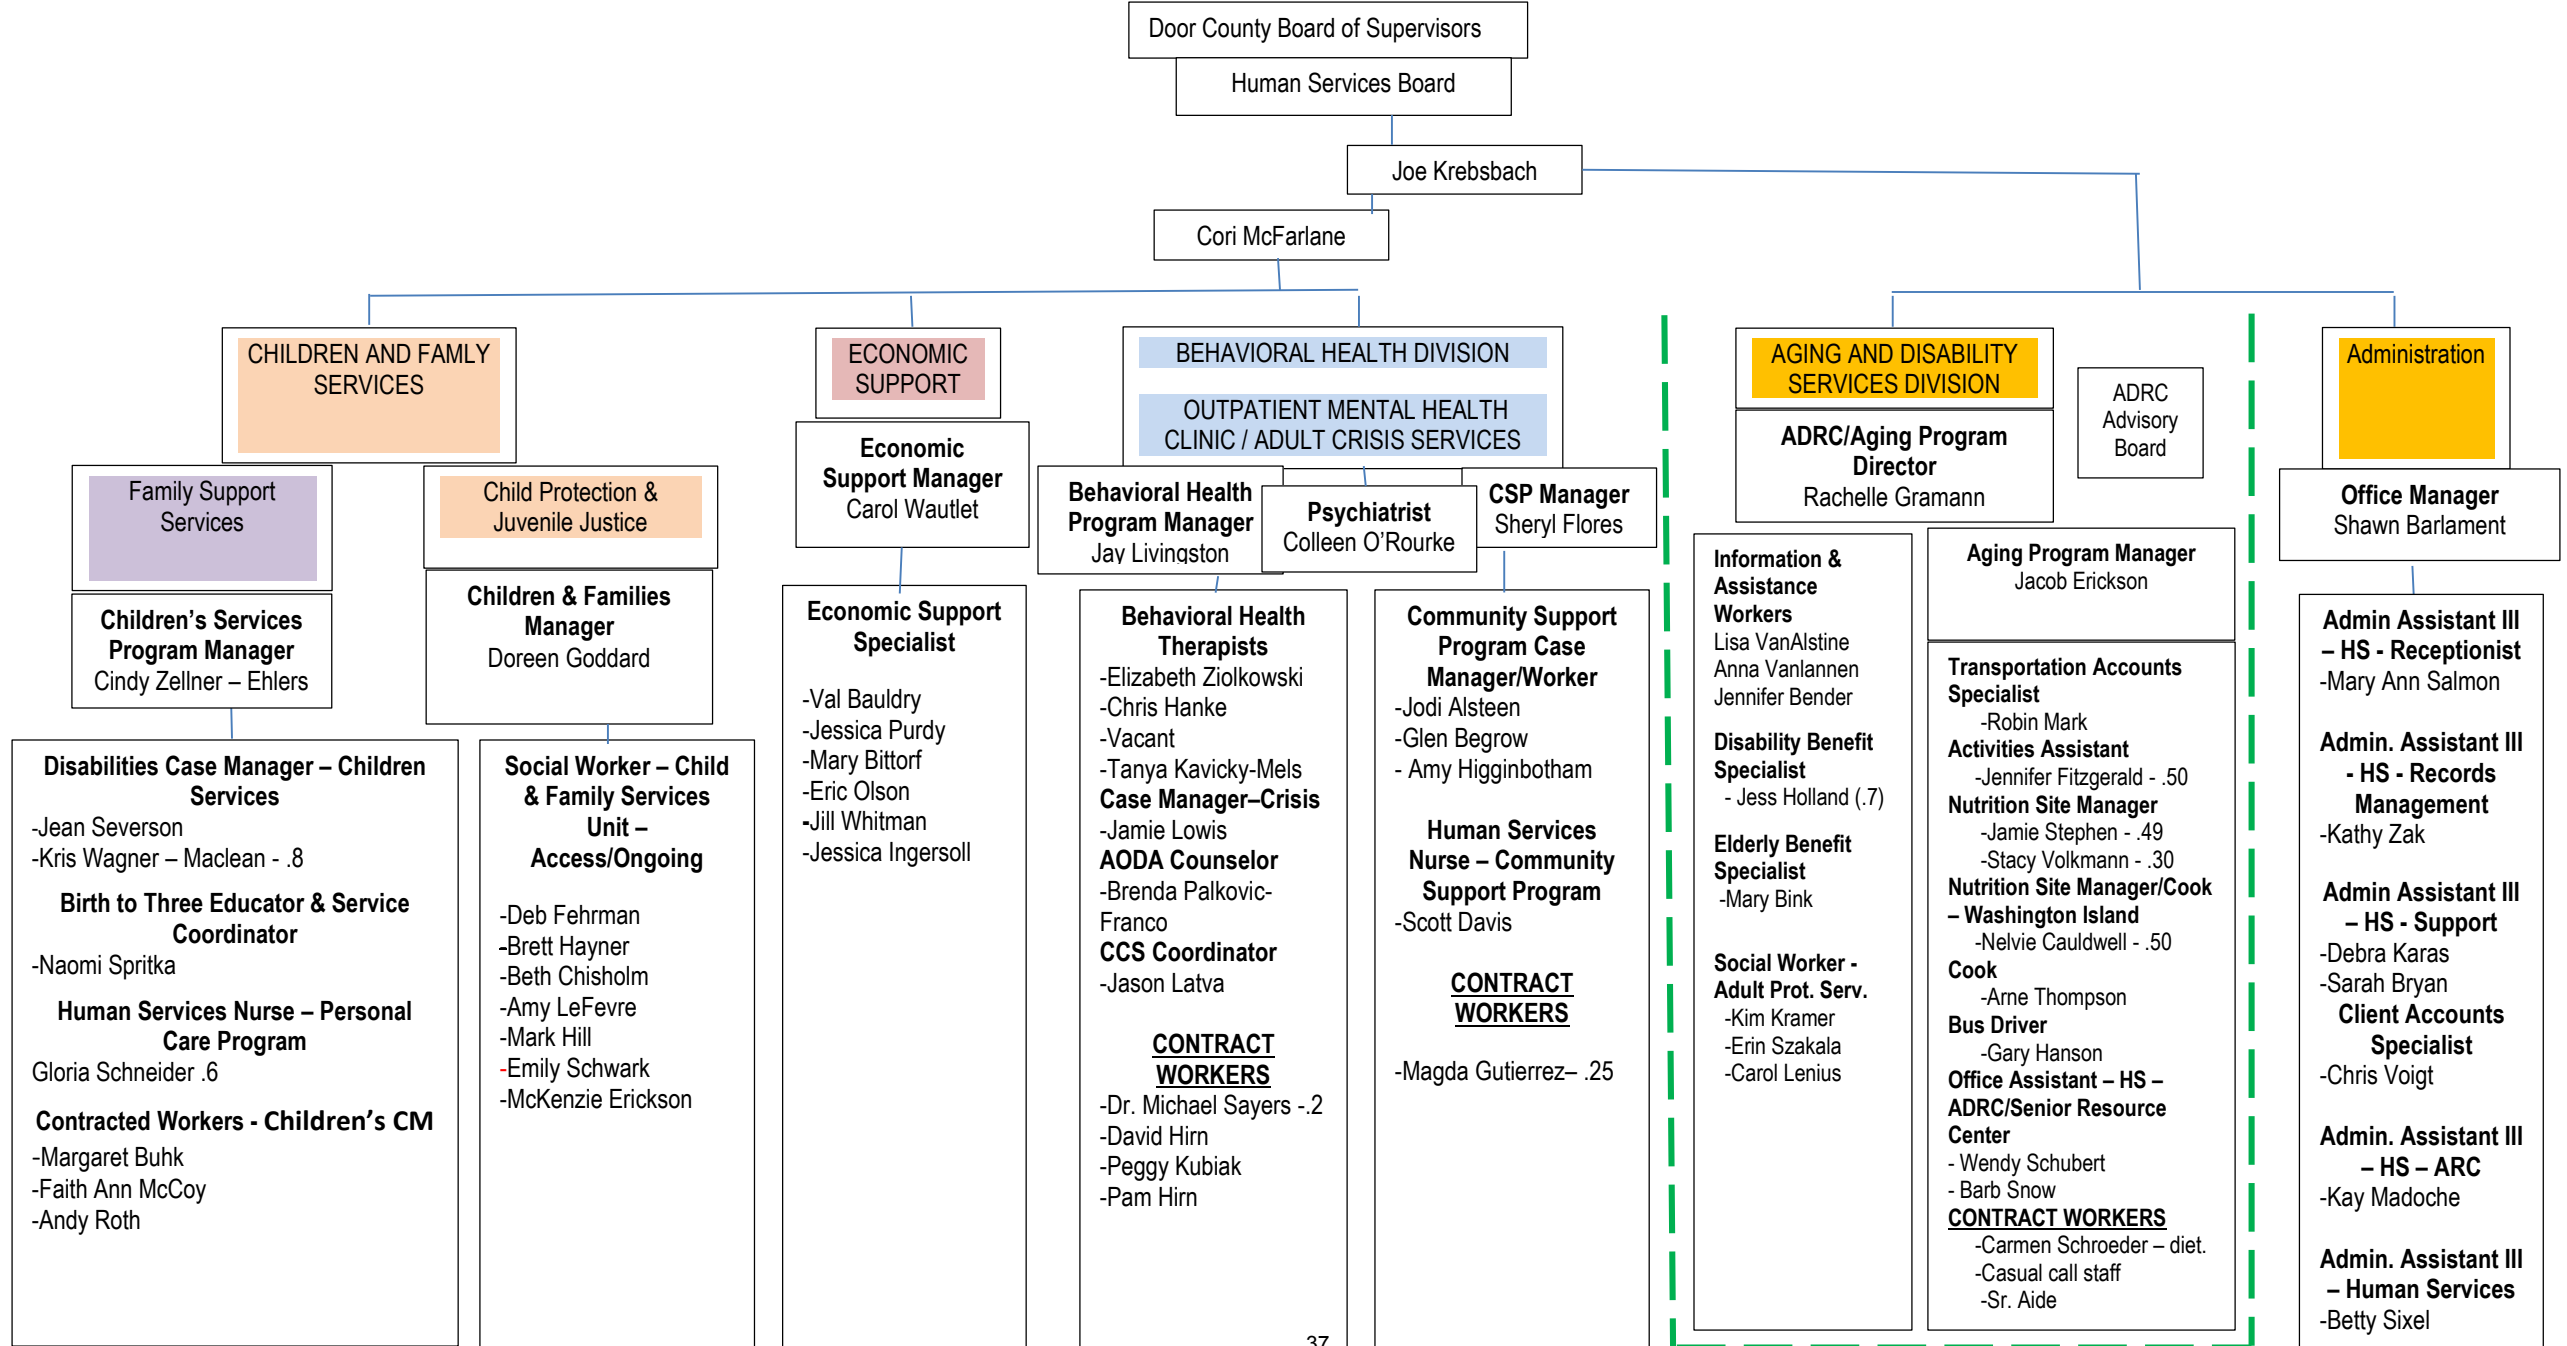 Door County Board of Supervisors
Human Services Board
Joe Krebsbach
Cori McFarlane
CHILDREN AND FAMLY
SERVICES
Family Support
Services
Children’s Services
Program Manager
Cindy Zellner – Ehlers
Disabilities Case Manager – Children
Services
-Jean Severson
-Kris Wagner – Maclean - .8
Birth to Three Educator & Service
Coordinator
-Naomi Spritka
Human Services Nurse – Personal
Care Program
Gloria Schneider .6
Contracted Workers - Children’s CM
-Margaret Buhk
-Faith Ann McCoy
-Andy Roth
Child Protection &
Juvenile Justice
Children & Families
Manager
Doreen Goddard
Social Worker – Child
& Family Services
Unit –
Access/Ongoing
-Deb Fehrman
-Brett Hayner
-Beth Chisholm
-Amy LeFevre
-Mark Hill
-Emily Schwark
-McKenzie Erickson
ECONOMIC
SUPPORT
Economic
Support Manager
Carol Wautlet
Economic Support
Specialist
-Val Bauldry
-Jessica Purdy
-Mary Bittorf
-Eric Olson
-Jill Whitman
-Jessica Ingersoll
BEHAVIORAL HEALTH DIVISION
OUTPATIENT MENTAL HEALTH
CLINIC / ADULT CRISIS SERVICES
Behavioral Health
Program Manager
Jay Livingston
Psychiatrist
Colleen O’Rourke
CSP Manager
Sheryl Flores
Behavioral Health
Therapists
-Elizabeth Ziolkowski
-Chris Hanke
-Vacant
-Tanya Kavicky-Mels
Case Manager–Crisis
-Jamie Lowis
AODA Counselor
-Brenda Palkovic-
Franco
CCS Coordinator
-Jason Latva
CONTRACT
WORKERS
-Dr. Michael Sayers -.2
-David Hirn
-Peggy Kubiak
-Pam Hirn
37
Community Support
Program Case
Manager/Worker
-Jodi Alsteen
-Glen Begrow
- Amy Higginbotham
Human Services
Nurse – Community
Support Program
-Scott Davis
CONTRACT
WORKERS
-Magda Gutierrez– .25
AGING AND DISABILITY
SERVICES DIVISION
ADRC/Aging Program
Director
Rachelle Gramann
ADRC
Advisory
Board
Information &
Assistance
Workers
Lisa VanAlstine
Anna Vanlannen
Jennifer Bender
Disability Benefit
Specialist
- Jess Holland (.7)
Elderly Benefit
Specialist
-Mary Bink
Social Worker -
Adult Prot. Serv.
-Kim Kramer
-Erin Szakala
-Carol Lenius
Aging Program Manager
Jacob Erickson
Transportation Accounts
Specialist
-Robin Mark
Activities Assistant
-Jennifer Fitzgerald - .50
Nutrition Site Manager
-Jamie Stephen - .49
-Stacy Volkmann - .30
Nutrition Site Manager/Cook
– Washington Island
-Nelvie Cauldwell - .50
Cook
-Arne Thompson
Bus Driver
-Gary Hanson
Office Assistant – HS –
ADRC/Senior Resource
Center
- Wendy Schubert
- Barb Snow
CONTRACT WORKERS
-Carmen Schroeder – diet.
-Casual call staff
-Sr. Aide
Administration
Office Manager
Shawn Barlament
Admin Assistant III
– HS - Receptionist
-Mary Ann Salmon
Admin. Assistant III
- HS - Records
Management
-Kathy Zak
Admin Assistant III
– HS - Support
-Debra Karas
-Sarah Bryan
Client Accounts
Specialist
-Chris Voigt
Admin. Assistant III
– HS – ARC
-Kay Madoche
Admin. Assistant III
– Human Services
-Betty Sixel